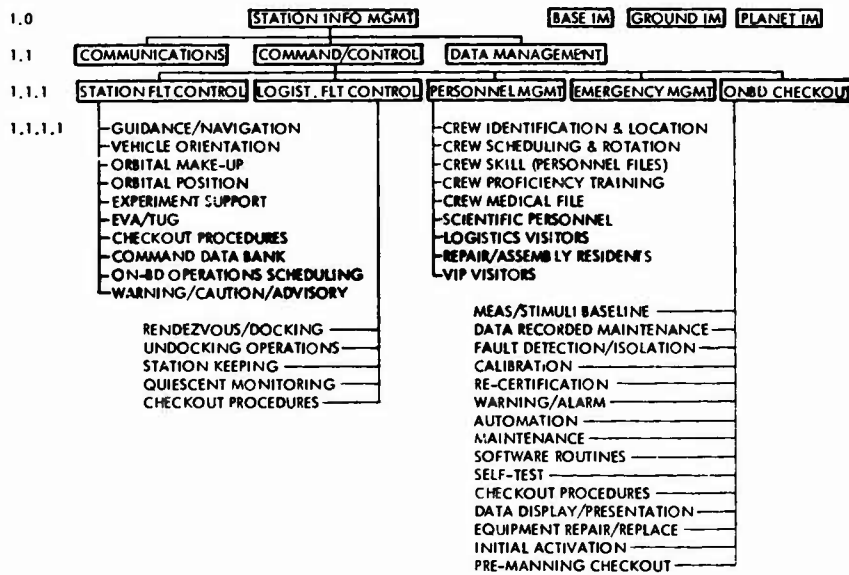 1.0 STATION INFO MGMT BASE IM GROUND IM PLANET IM
1.1 COMMUNICATIONS COMMAND/CONTROL DATA MANAGEMENT
1.1.1 STATION FLT CONTROL LOGIST. FLT CONTROL PERSONNEL MGMT EMERGENCY MGMT ONBD CHECKOUT
1.1.1.1
GUIDANCE/NAVIGATION
VEHICLE ORIENTATION
ORBITAL MAKE-UP
ORBITAL POSITION
EXPERIMENT SUPPORT
EVA/TUG
CHECKOUT PROCEDURES
COMMAND DATA BANK
ON-BD OPERATIONS SCHEDULING
WARNING/CAUTION/ADVISORY
RENDEZVOUS/DOCKING
UNDOCKING OPERATIONS
STATION KEEPING
QUIESCENT MONITORING
CHECKOUT PROCEDURES
CREW IDENTIFICATION & LOCATION
CREW SCHEDULING & ROTATION
CREW SKILL (PERSONNEL FILES)
CREW PROFICIENCY TRAINING
CREW MEDICAL FILE
SCIENTIFIC PERSONNEL
LOGISTICS VISITORS
REPAIR/ASSEMBLY RESIDENTS
VIP VISITORS
MEAS/STIMULI BASELINE
DATA RECORDED MAINTENANCE
FAULT DETECTION/ISOLATION
CALIBRATION
RE-CERTIFICATION
WARNING/ALARM
AUTOMATION
MAINTENANCE
SOFTWARE ROUTINES
SELF-TEST
CHECKOUT PROCEDURES
DATA DISPLAY/PRESENTATION
EQUIPMENT REPAIR/REPLACE
INITIAL ACTIVATION
PRE-MANNING CHECKOUT